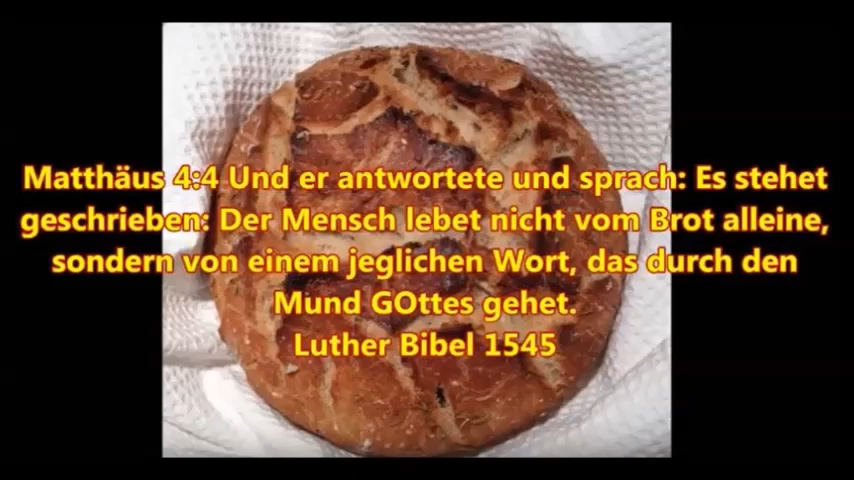 Matthäus 4:4 Und er antwortete und sprach: Es stehet
geschrieben: Der Mensch lebet nicht vom Brot alleine,
sondern von einem jeglichen Wort, das durch den
Mund GOttes gehet.
Luther Bibel 1545